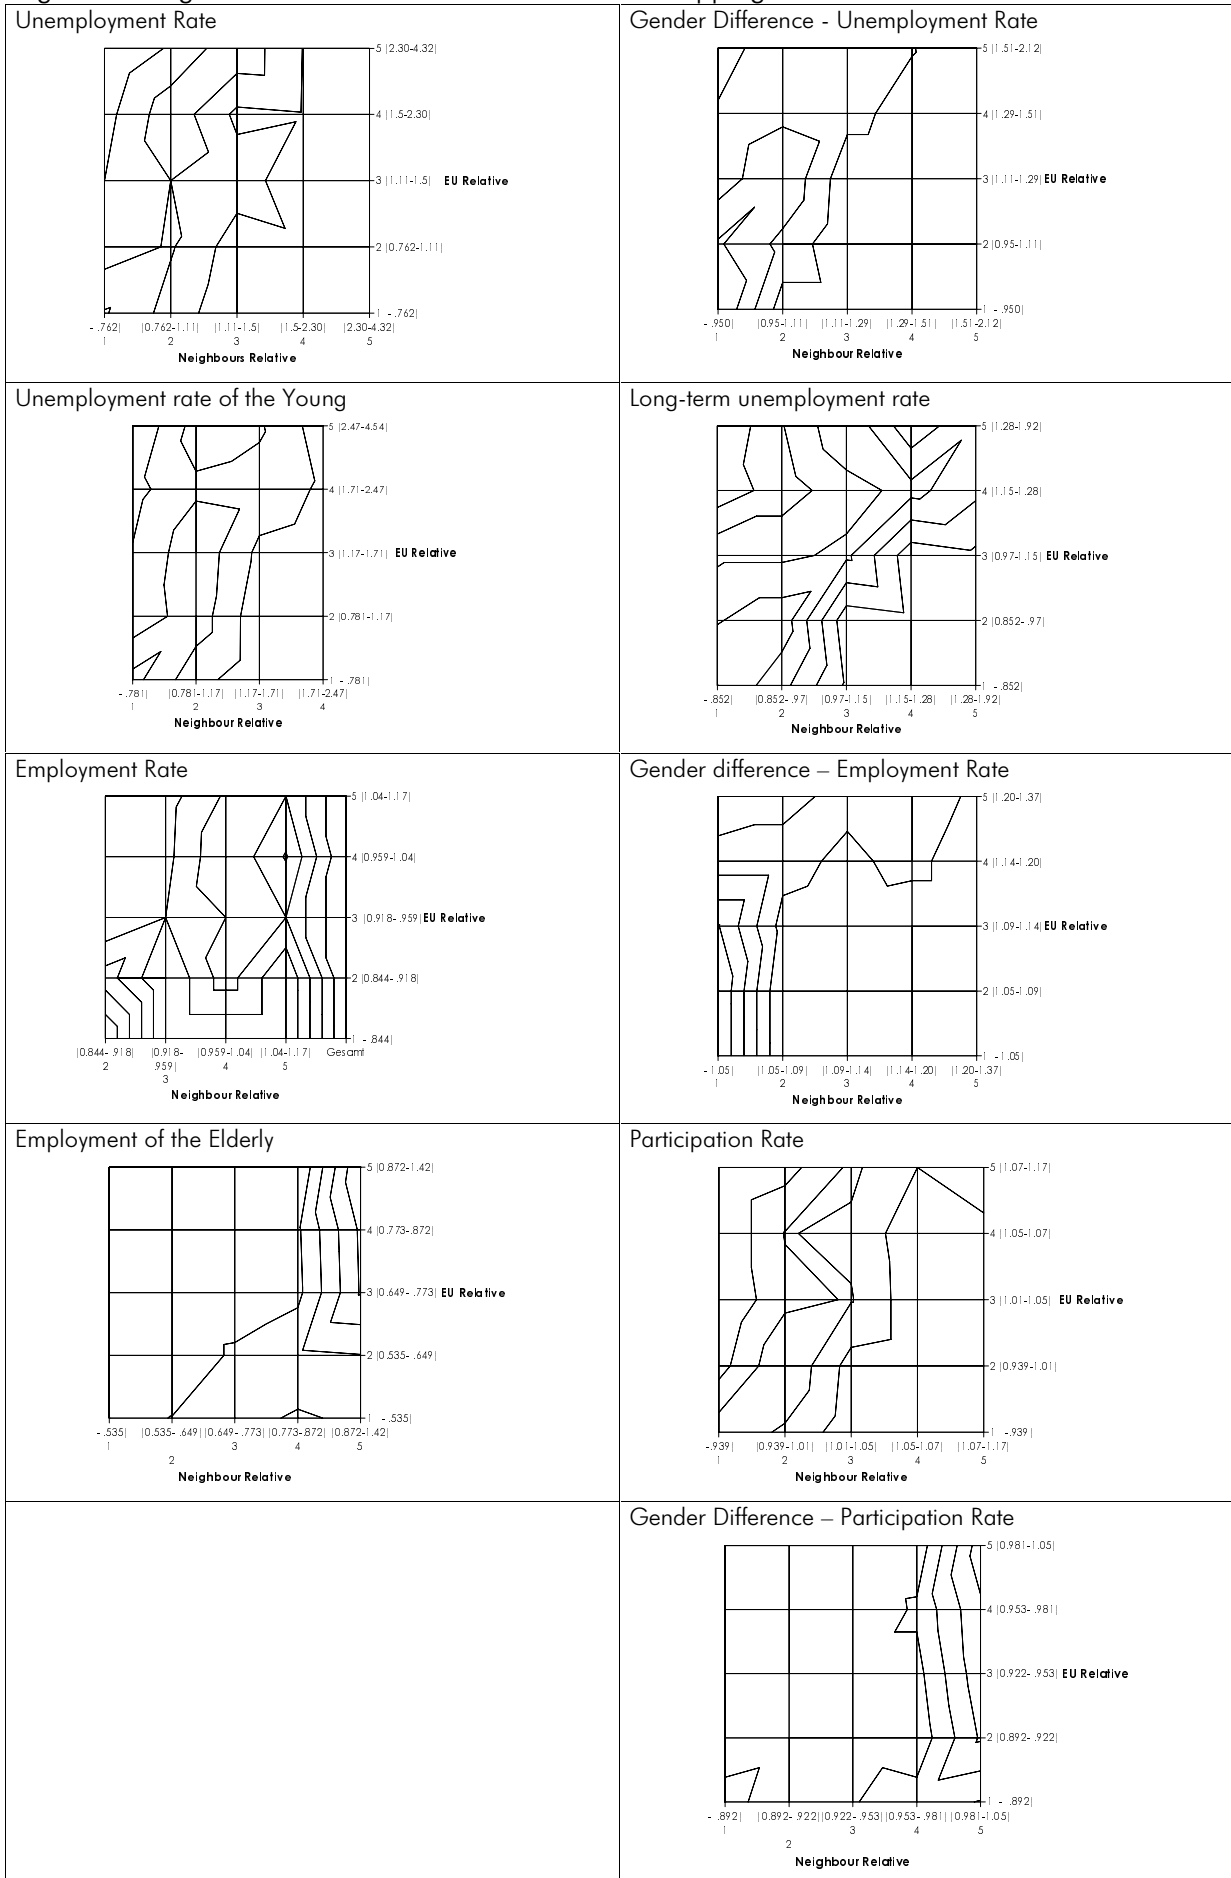 Unemployment Rate
5 |2.30-4.32|
4 |1.5-2.30|
3 |1.11-1.5| EU Relative
2 |0.762-1.11|
1 - .762|
- .762| |0.762-1.11| |1.11-1.5| |1.5-2.30| |2.30-4.32|
1 2 3 4 5
Neighbours Relative
Gender Difference - Unemployment Rate
5 |1.51-2.12|
4 |1.29-1.51|
3 |1.11-1.29| EU Relative
2 |0.95-1.11|
1 - .950|
- .950| |0.95-1.11| |1.11-1.29| |1.29-1.51| |1.51-2.12|
1 2 3 4 5
Neighbour Relative
Unemployment rate of the Young
5 |2.47-4.54|
4 |1.71-2.47|
3 |1.17-1.71| EU Relative
2 |0.781-1.17|
1 - .781|
- .781| |0.781-1.17| |1.17-1.71| |1.71-2.47|
1 2 3 4
Neighbour Relative
Long-term unemployment rate
5 |1.28-1.92|
4 |1.15-1.28|
3 |0.97-1.15| EU Relative
2 |0.852- .97|
1 - .852|
- .852| |0.852- .97| |0.97-1.15| |1.15-1.28| |1.28-1.92|
1 2 3 4 5
Neighbour Relative
Employment Rate
5 |1.04-1.17|
4 |0.959-1.04|
3 |0.918- .959| EU Relative
2 |0.844- .918|
1 - .844|
|0.844- .918| |0.918- |0.959-1.04| |1.04-1.17| Gesamt
2 .959| 4 5
3
Neighbour Relative
Gender difference – Employment Rate
5 |1.20-1.37|
4 |1.14-1.20|
3 |1.09-1.14| EU Relative
2 |1.05-1.09|
1 - 1.05|
- 1.05| |1.05-1.09| |1.09-1.14| |1.14-1.20| |1.20-1.37|
1 2 3 4 5
Neighbour Relative
Employment of the Elderly
5 |0.872-1.42|
4 |0.773-.872|
3 |0.649- .773| EU Relative
2 |0.535- .649|
1 - .535|
- .535| |0.535- .649| |0.649- .773| |0.773-.872| |0.872-1.42|
1 3 4 5
2
Neighbour Relative
Participation Rate
5 |1.07-1.17|
4 |1.05-1.07|
3 |1.01-1.05| EU Relative
2 |0.939-1.01|
1 - .939|
- .939| |0.939-1.01| |1.01-1.05| |1.05-1.07| |1.07-1.17|
1 2 3 4 5
Neighbour Relative
Gender Difference – Participation Rate
5 |0.981-1.05|
4 |0.953- .981|
3 |0.922- .953| EU Relative
2 |0.892- .922|
1 - .892|
- .892| |0.892- .922| |0.922- .953| |0.953- .981| |0.981-1.05|
1 3 4 5
2
Neighbour Relative